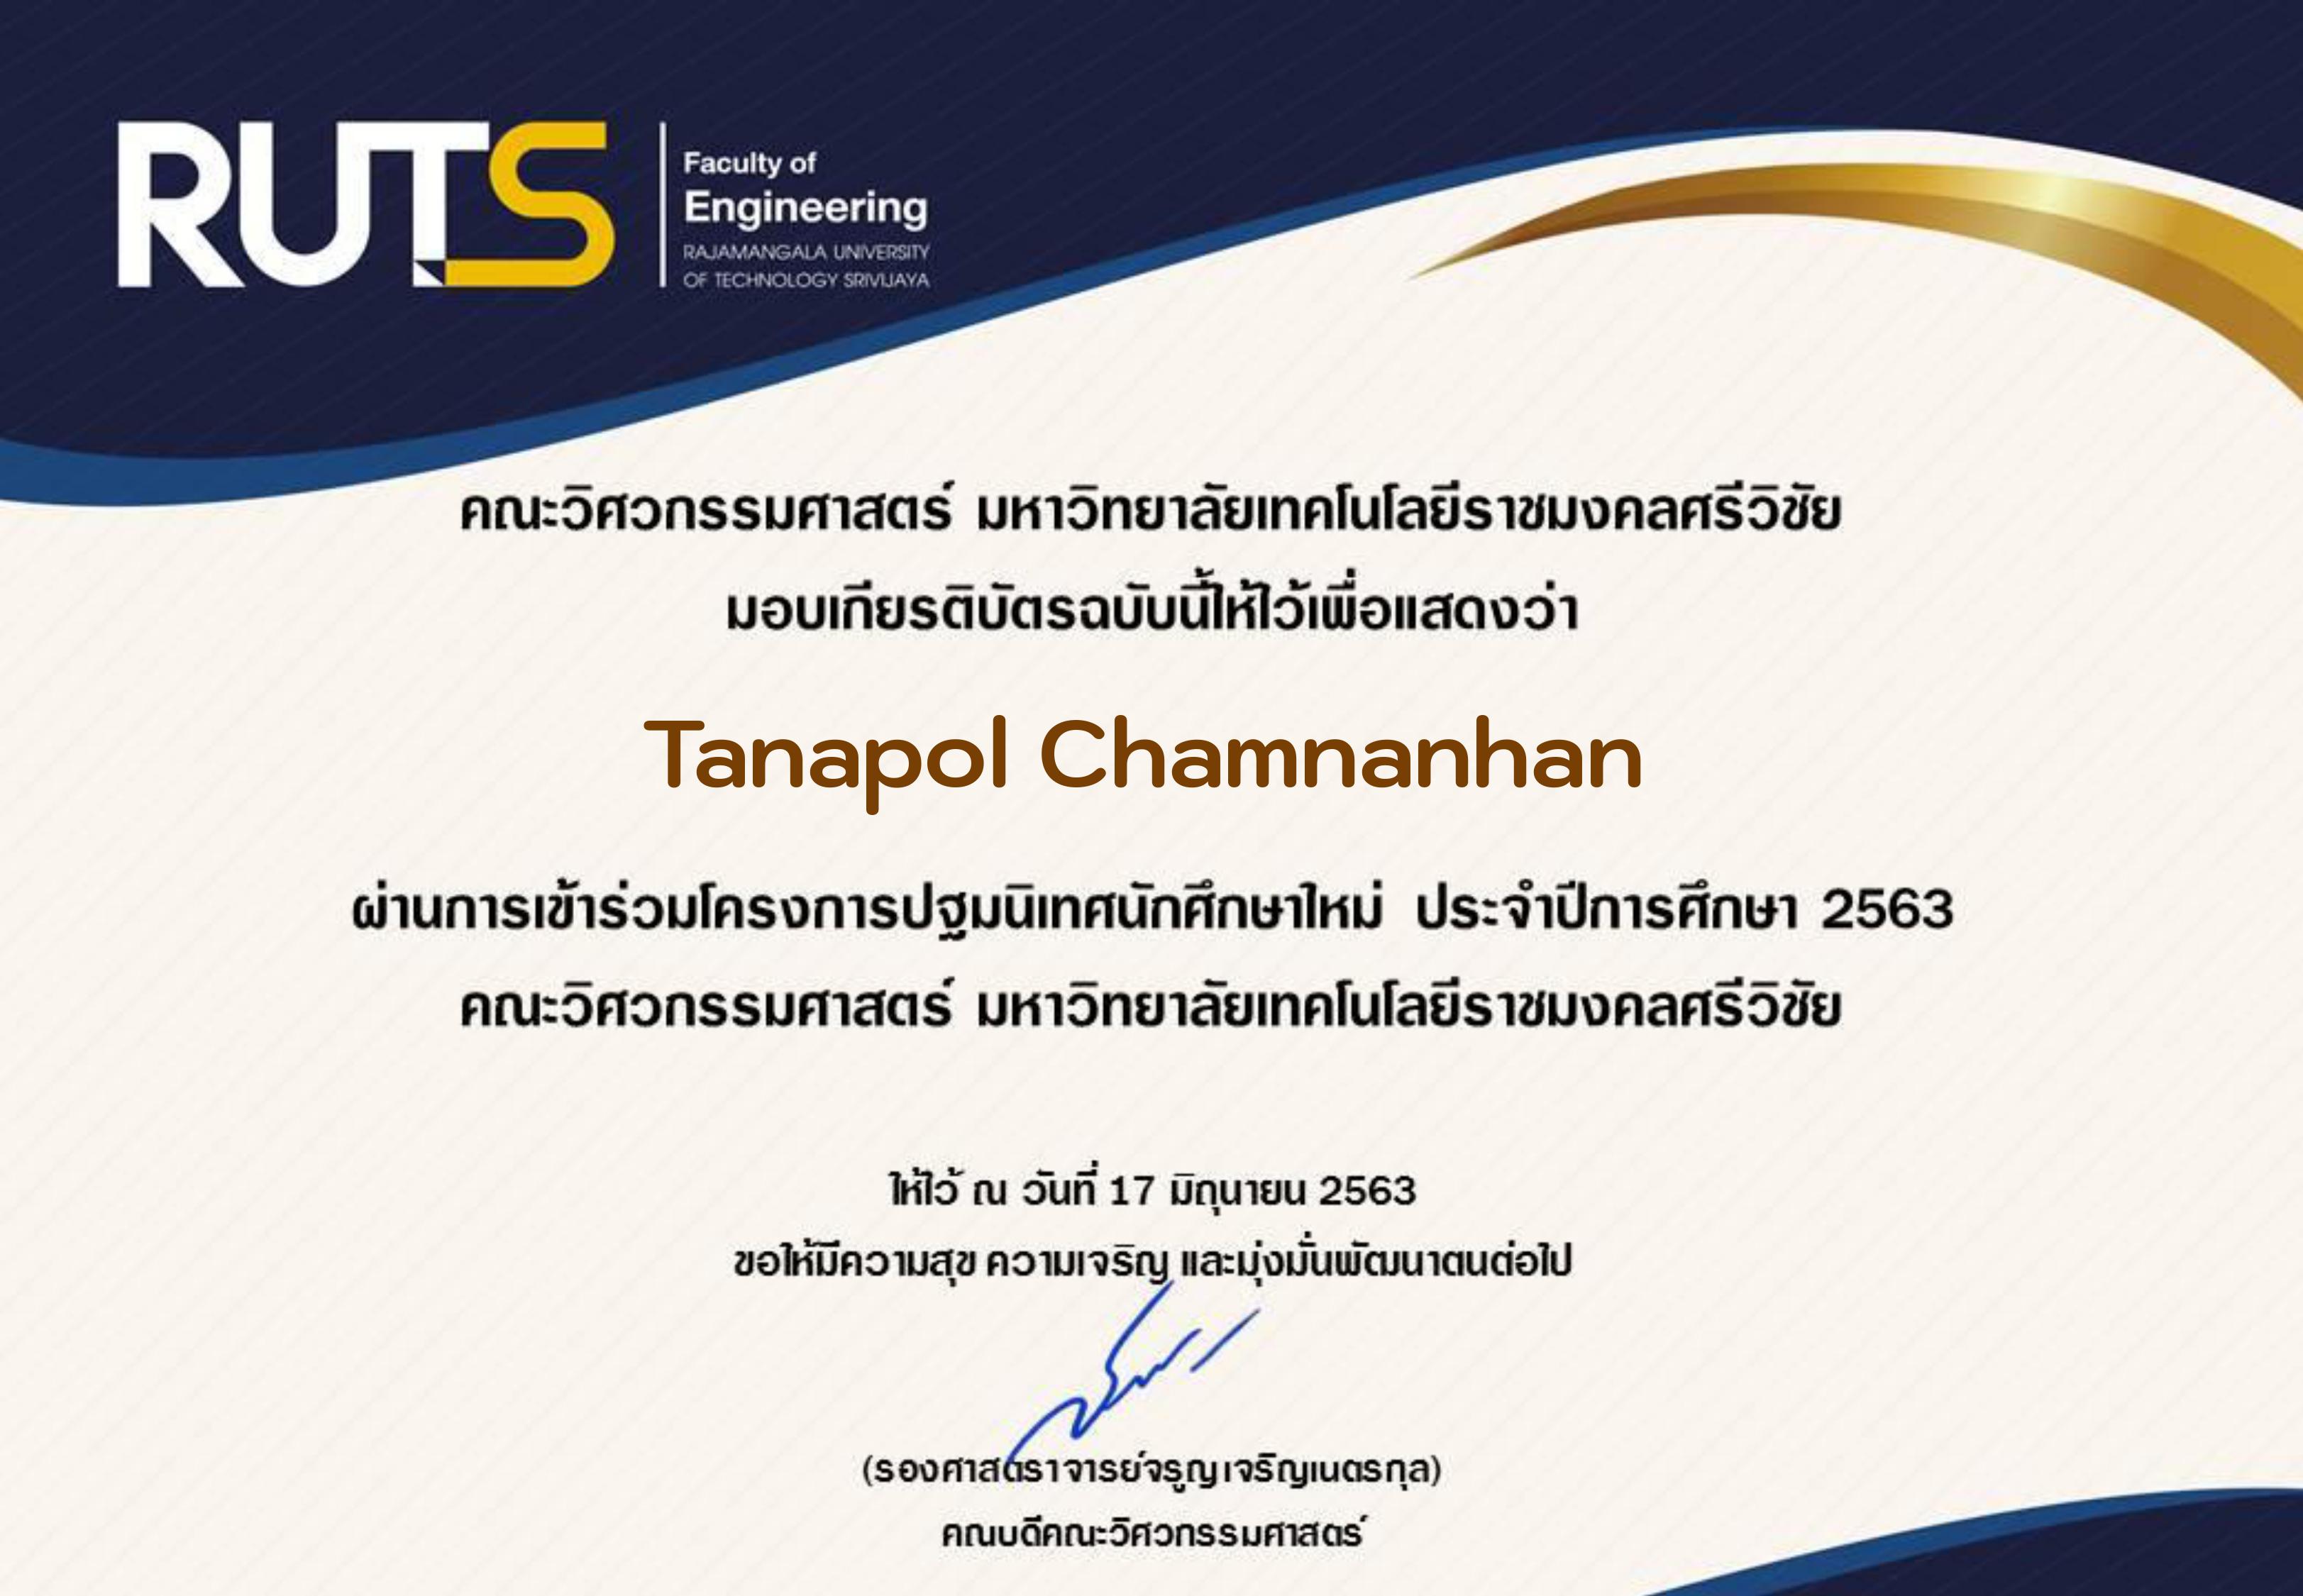 RUTS
Faculty of
Engineering
RAJAMANGALA UNIVERSITY
OF TECHNOLOGY SRIVIJAYA
คณะวิศวกรรมศาสตร์ มหาวิทยาลัยเทคโนโลยีราชมงคลศรีวิชัย
มอบเกียรติบัตรฉบับนี้ให้ไว้เพื่อแสดงว่า
Tanapol Chamnanhan
ผ่านการเข้าร่วมโครงการปฐมนิเทศนักศึกษาใหม่ ประจำปีการศึกษา 2563
คณะวิศวกรรมศาสตร์ มหาวิทยาลัยเทคโนโลยีราชมงคลศรีวิชัย
ให้ไว้ ณ วันที่ 17 มิถุนายน 2563
ขอให้มีความสุข ความเจริญ และมุ่งมั่นพัฒนาตนต่อไป
(รองศาสตราจารย์จรูญ เจริญเนตรกุล)
คณบดีคณะวิศวกรรมศาสตร์